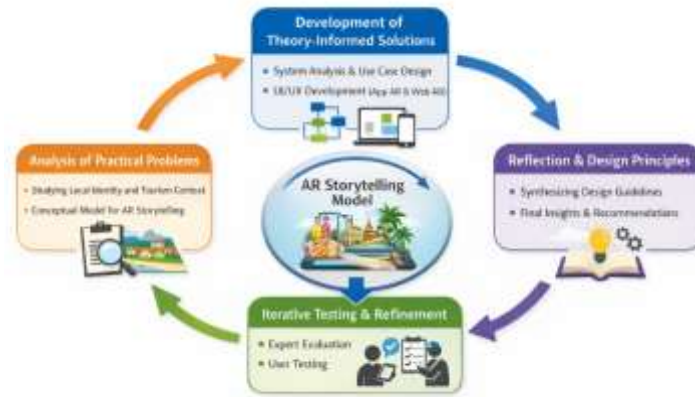 Development of
Theory-Informed Solutions
• System Analysis & Use Case Design
• UI/UX Development (App AR & Web AR)
Analysis of Practical Problems
• Studying Local Identity and Tourism Context
• Conceptual Model for AR Storytelling
AR Storytelling
Model
Reflection & Design Principles
• Synthesizing Design Guidelines
• Final Insights & Recommendations
Iterative Testing & Refinement
• Expert Evaluation
• User Testing